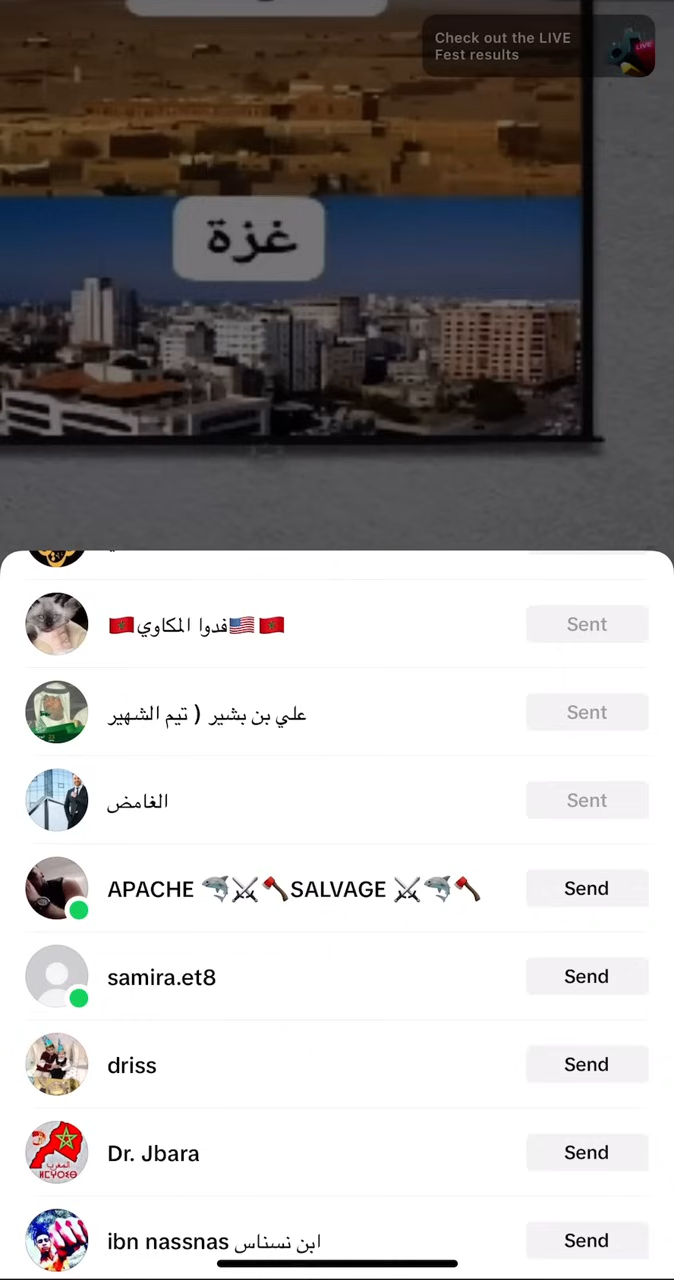 Check out the LIVE
Fest results
غزة
🇲🇦فدوا المكاوي🇺🇸🇲🇦
Sent
علي بن بشير ( تيم الشهير
Sent
الغامض
Sent
APACHE 🦈⚔️🪓SALVAGE ⚔️🦈🪓
Send
samira.et8
Send
driss
Send
Dr. Jbara
Send
ibn nassnas ابن نسناس
Send